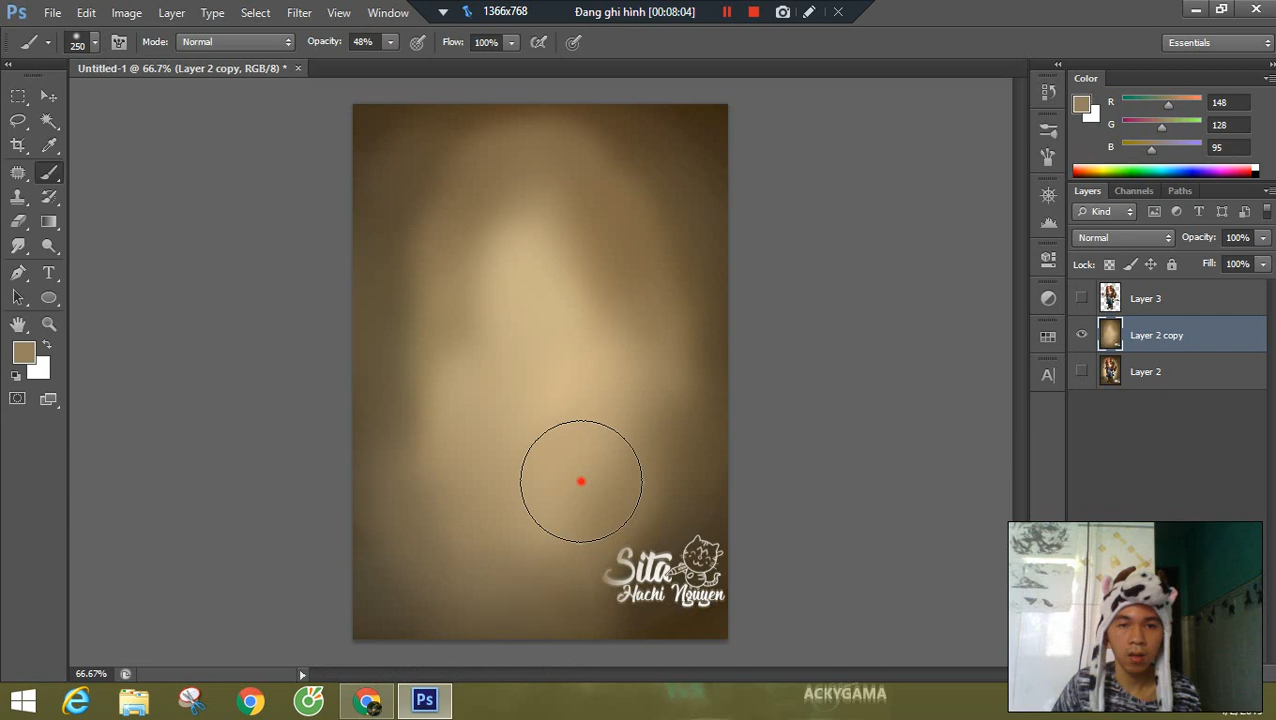 Ps File Edit Image Layer Type Select Filter View Window 1366x768 Đang ghi hình [00:08:04]
250 Mode: Normal Opacity: 48% Flow: 100% Essentials
Untitled-1 @ 66.7% (Layer 2 copy, RGB/8) * ×
Color
R 148
G 128
B 95
Layers Channels Paths
Kind T
Normal Opacity: 100%
Lock: Fill: 100%
Layer 3
Layer 2 copy
Layer 2
A|
T
Sita
Hachi Nguyen
66.67%
Ps
ACKYGAMA